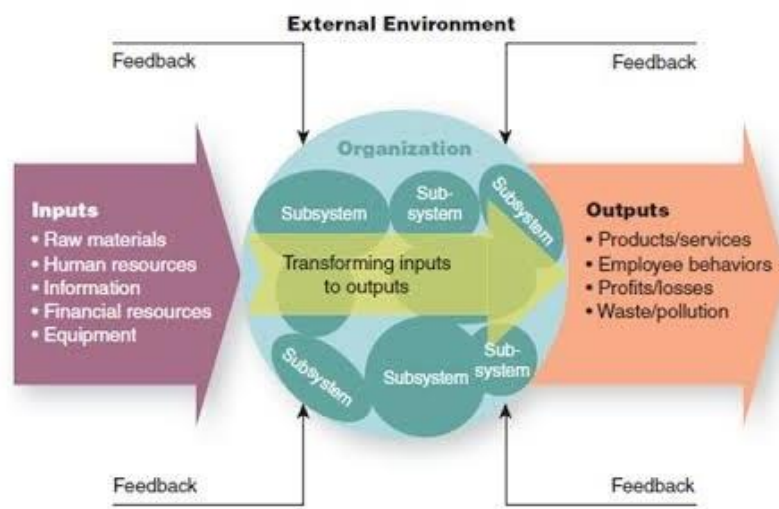 External Environment
Feedback
Feedback
Organization
Inputs
• Raw materials
• Human resources
• Information
• Financial resources
• Equipment
Subsystem
Sub-
system
Subsystem
Transforming inputs
to outputs
Subsystem
Subsystem
Sub-
system
Outputs
• Products/services
• Employee behaviors
• Profits/losses
• Waste/pollution
Feedback
Feedback